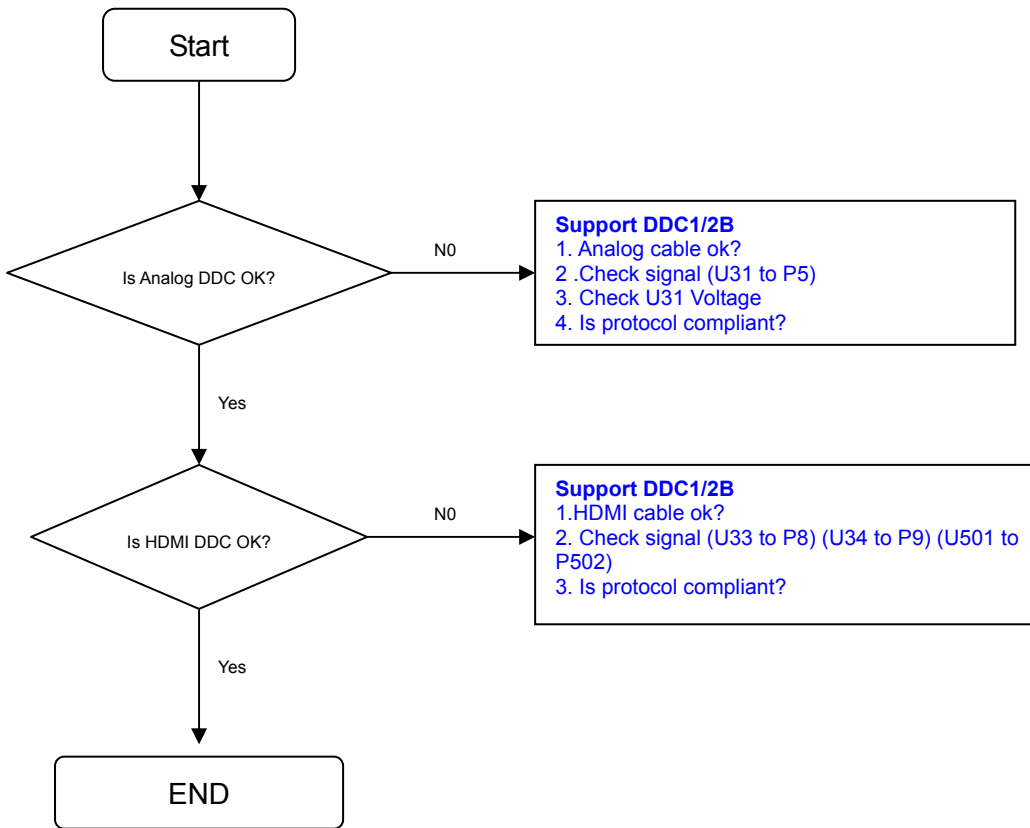 Start
Is Analog DDC OK?
N0
Support DDC1/2B
1. Analog cable ok?
2 .Check signal (U31 to P5)
3. Check U31 Voltage
4. Is protocol compliant?
Yes
Is HDMI DDC OK?
N0
Support DDC1/2B
1.HDMI cable ok?
2. Check signal (U33 to P8) (U34 to P9) (U501 to
P502)
3. Is protocol compliant?
Yes
END